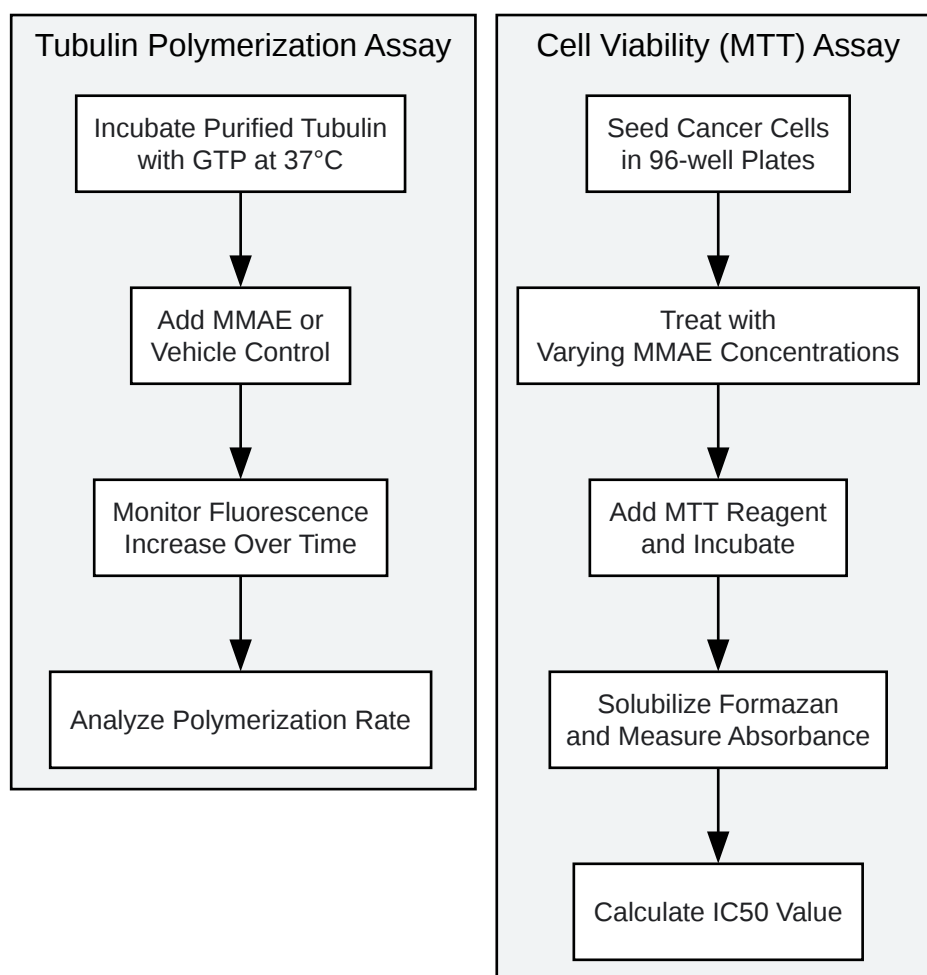 Tubulin Polymerization Assay
Incubate Purified Tubulin
with GTP at 37°C
Add MMAE or
Vehicle Control
Monitor Fluorescence
Increase Over Time
Analyze Polymerization Rate
Cell Viability (MTT) Assay
Seed Cancer Cells
in 96-well Plates
Treat with
Varying MMAE Concentrations
Add MTT Reagent
and Incubate
Solubilize Formazan
and Measure Absorbance
Calculate IC50 Value